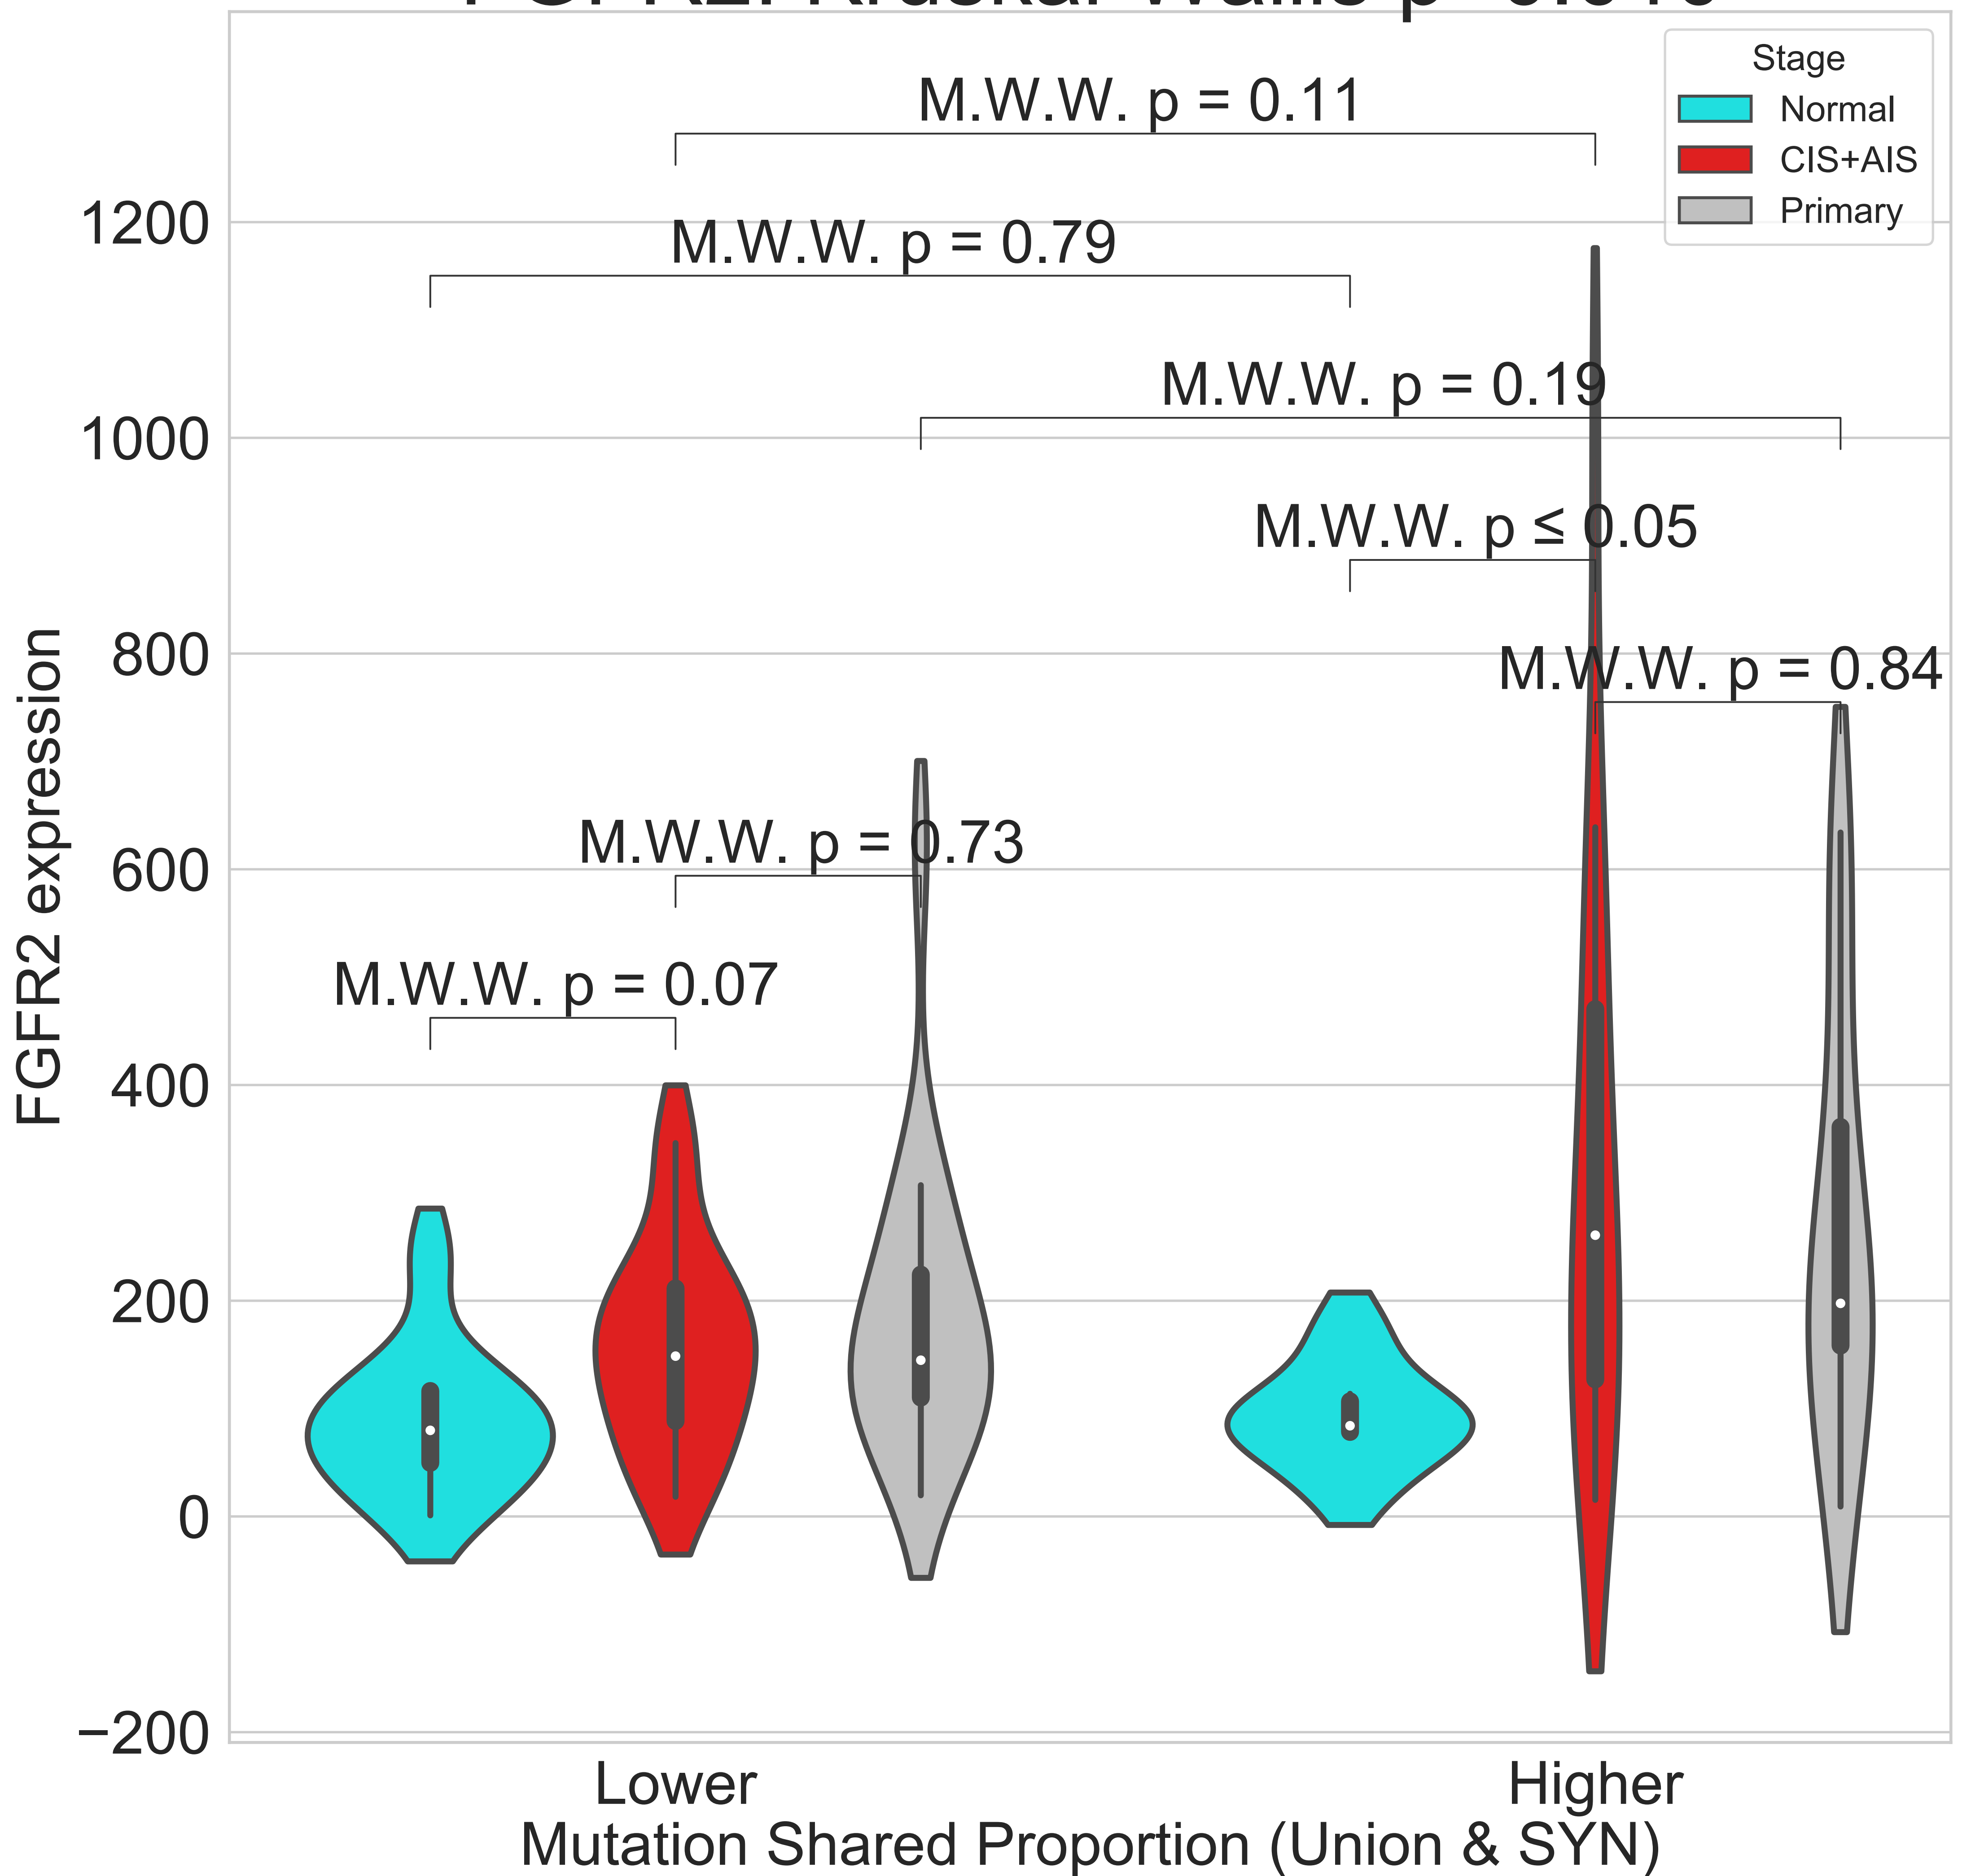 Stage
Normal
CIS+AIS
Primary
M.W.W. p = 0.11
M.W.W. p = 0.79
M.W.W. p = 0.19
M.W.W. p ≤ 0.05
M.W.W. p = 0.84
M.W.W. p = 0.73
M.W.W. p = 0.07
1200
1000
800
600
400
200
0
−200
FGFR2 expression
Lower
Higher
Mutation Shared Proportion (Union & SYN)